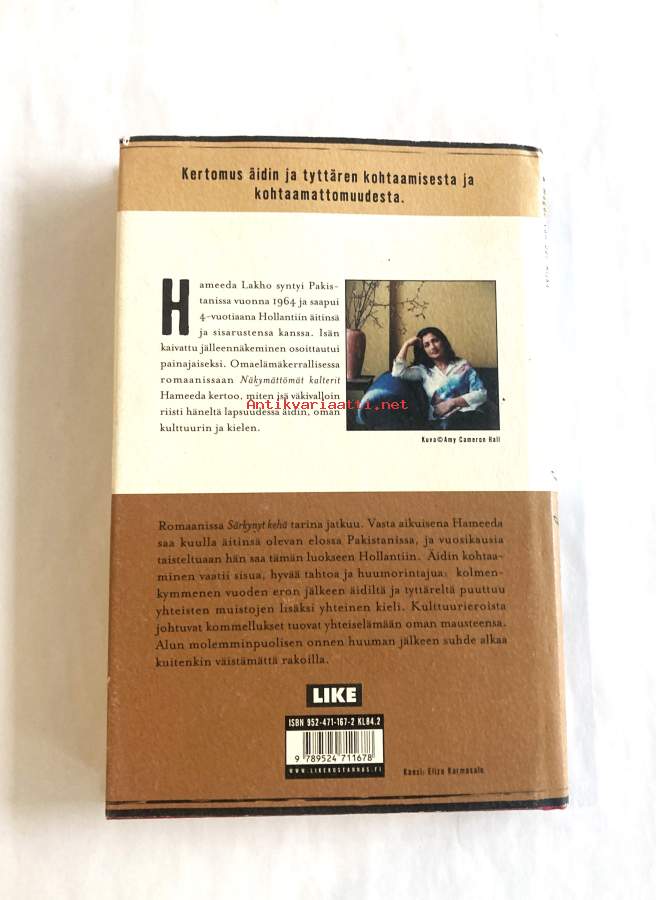 Kertomus äidin ja tyttären kohtaamisesta ja
kohtaamattomuudesta.
Hameeda Lakho syntyi Pakis-
tanissa vuonna 1964 ja saapui
4-vuotiaana Hollantiin äitinsä
ja sisarustensa kanssa. Isän
kaivattu jälleennäkeminen osoittautui
painajaiseksi. Omaelämäkerrallisessa
romaanissaan Näkymättömät kalterit
Hameeda kertoo, miten isä väkivalloin
riisti häneltä lapsuudessa äidin, oman
kulttuurin ja kielen.
Antikvariaatti.net
Kuva©Amy Cameron Hall
Romaanissa Särkynyt kehä tarina jatkuu. Vasta aikuisena Hameeda
saa kuulla äitinsä olevan elossa Pakistanissa, ja vuosikausia
taisteltuaan hän saa tämän luokseen Hollantiin. Äidin kohtaa-
minen vaatii sisua, hyvää tahtoa ja huumorintajua: kolmen-
kymmenen vuoden eron jälkeen äidiltä ja tyttäreltä puuttuu
yhteisten muistojen lisäksi yhteinen kieli. Kulttuurieroista
johtuvat kommellukset tuovat yhteiselämään oman mausteensa.
Alun molemminpuolisen onnen huuman jälkeen suhde alkaa
kuitenkin väistämättä rakoilla.
LIKE
ISBN 952-471-167-2 KL84.2
9 789524 711678
WWW.LIKEKUSTANNUS.FI
Kansi: Eliza Karmasalo